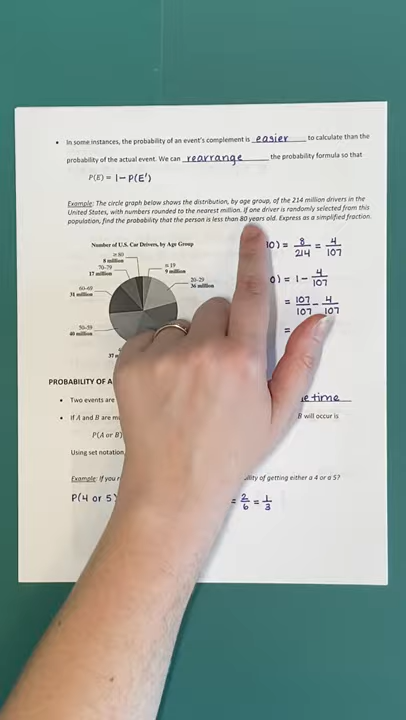 • In some instances, the probability of an event's complement is easier to calculate than the
probability of the actual event. We can rearrange the probability formula so that
P(E) = 1 - P(E')
Example: The circle graph below shows the distribution, by age group, of the 214 million drivers in the
United States, with numbers rounded to the nearest million. If one driver is randomly selected from this
population, find the probability that the person is less than 80 years old. Express as a simplified fraction.
Number of U.S. Car Drivers, by Age Group
≥ 80
8 million
70–79
17 million
≤ 19
9 million
60–69
31 million
20–29
36 million
50–59
40 million
37
0) = 8/214 = 4/107
0) = 1 - 4/107
= 107/107 - 4/107
=
PROBABILITY OF A
• Two events are
e time
• If A and B are m
B will occur is
P(A or B)
Using set notation,
Example: If you r
ility of getting either a 4 or a 5?
P(4 or 5)
= 2/6 = 1/3